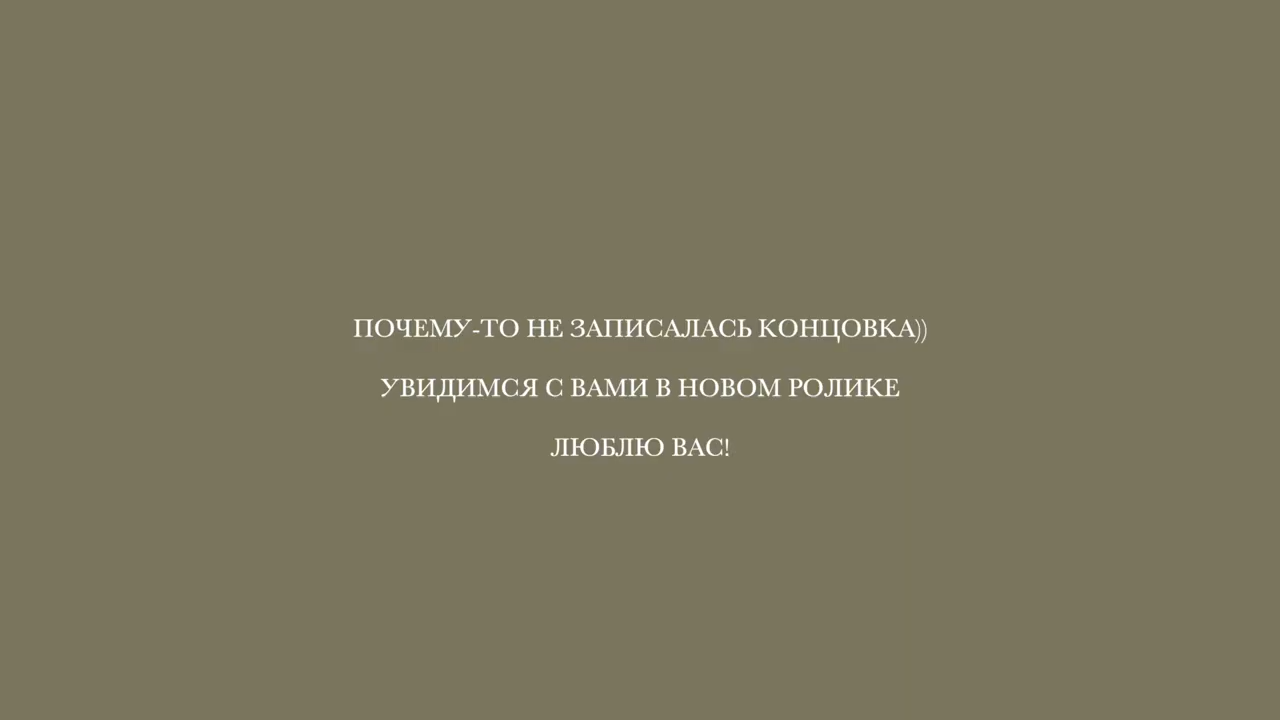 ПОЧЕМУ-ТО НЕ ЗАПИСАЛАСЬ КОНЦОВКА))
УВИДИМСЯ С ВАМИ В НОВОМ РОЛИКЕ
ЛЮБЛЮ ВАС!